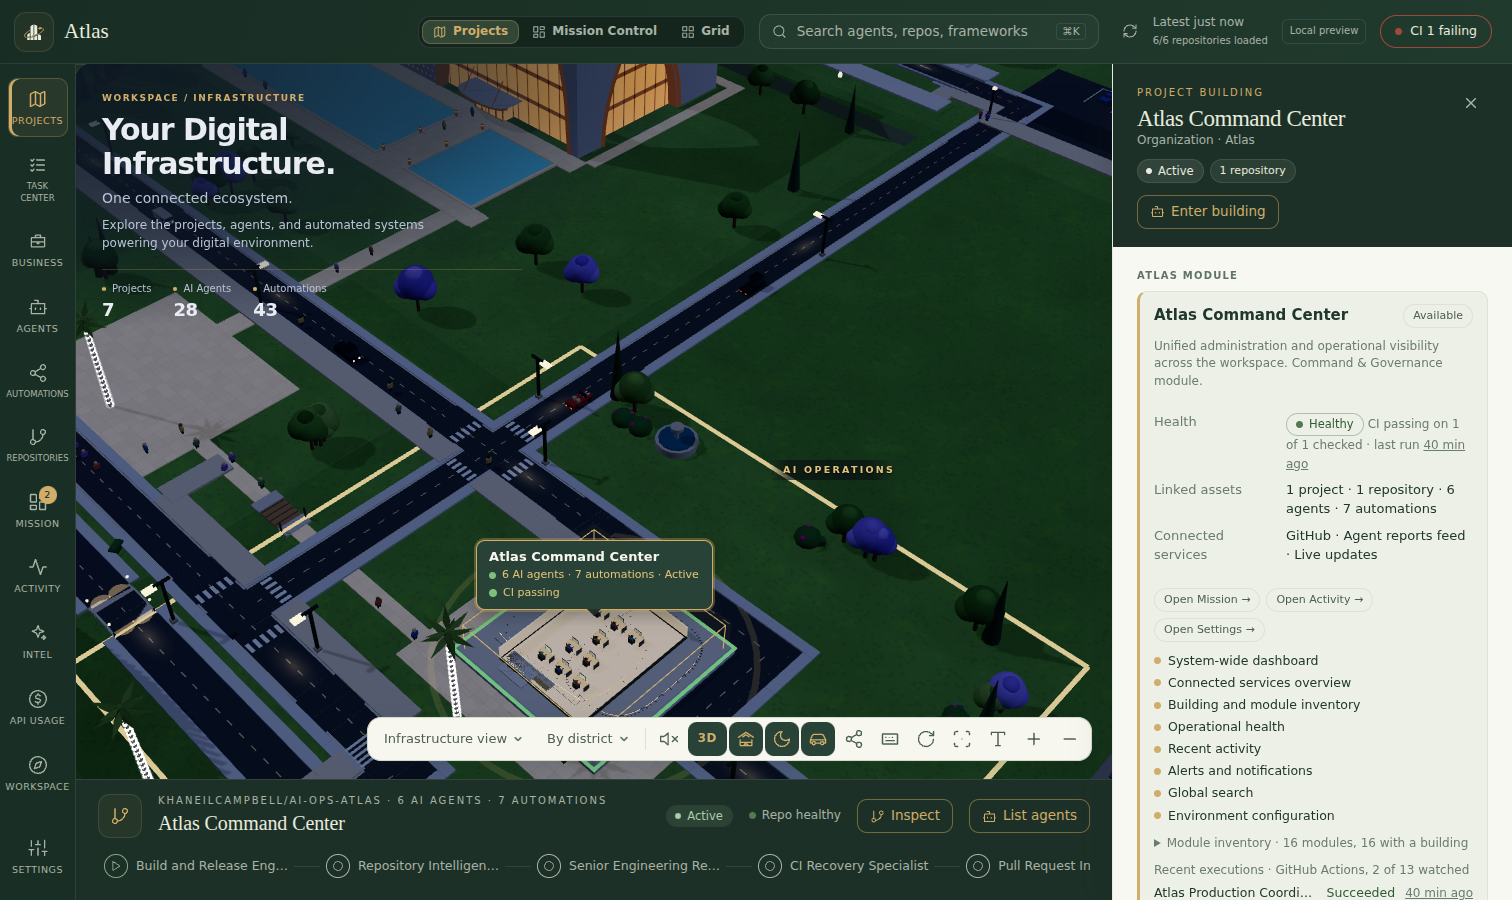 Atlas
Projects
Mission Control
Grid
Search agents, repos, frameworks
⌘K
Latest just now
6/6 repositories loaded
Local preview
CI 1 failing
PROJECTS
TASK
CENTER
BUSINESS
AGENTS
AUTOMATIONS
REPOSITORIES
2
MISSION
ACTIVITY
INTEL
API USAGE
WORKSPACE
SETTINGS
WORKSPACE / INFRASTRUCTURE
Your Digital
Infrastructure.
One connected ecosystem.
Explore the projects, agents, and automated systems
powering your digital environment.
Projects
AI Agents
Automations
7
28
43
AI OPERATIONS
Atlas Command Center
6 AI agents · 7 automations · Active
CI passing
Infrastructure view
By district
3D
KHANEILCAMPBELL/AI-OPS-ATLAS · 6 AI AGENTS · 7 AUTOMATIONS
Atlas Command Center
Active
Repo healthy
Inspect
List agents
Build and Release Eng…
Repository Intelligen…
Senior Engineering Re…
CI Recovery Specialist
Pull Request In
PROJECT BUILDING
Atlas Command Center
Organization · Atlas
Active
1 repository
Enter building
ATLAS MODULE
Atlas Command Center
Available
Unified administration and operational visibility
across the workspace. Command & Governance
module.
Health
Healthy CI passing on 1
of 1 checked · last run 40 min
ago
Linked assets
1 project · 1 repository · 6
agents · 7 automations
Connected
services
GitHub · Agent reports feed
· Live updates
Open Mission →
Open Activity →
Open Settings →
System-wide dashboard
Connected services overview
Building and module inventory
Operational health
Recent activity
Alerts and notifications
Global search
Environment configuration
Module inventory · 16 modules, 16 with a building
Recent executions · GitHub Actions, 2 of 13 watched
Atlas Production Coordi…
Succeeded
40 min ago